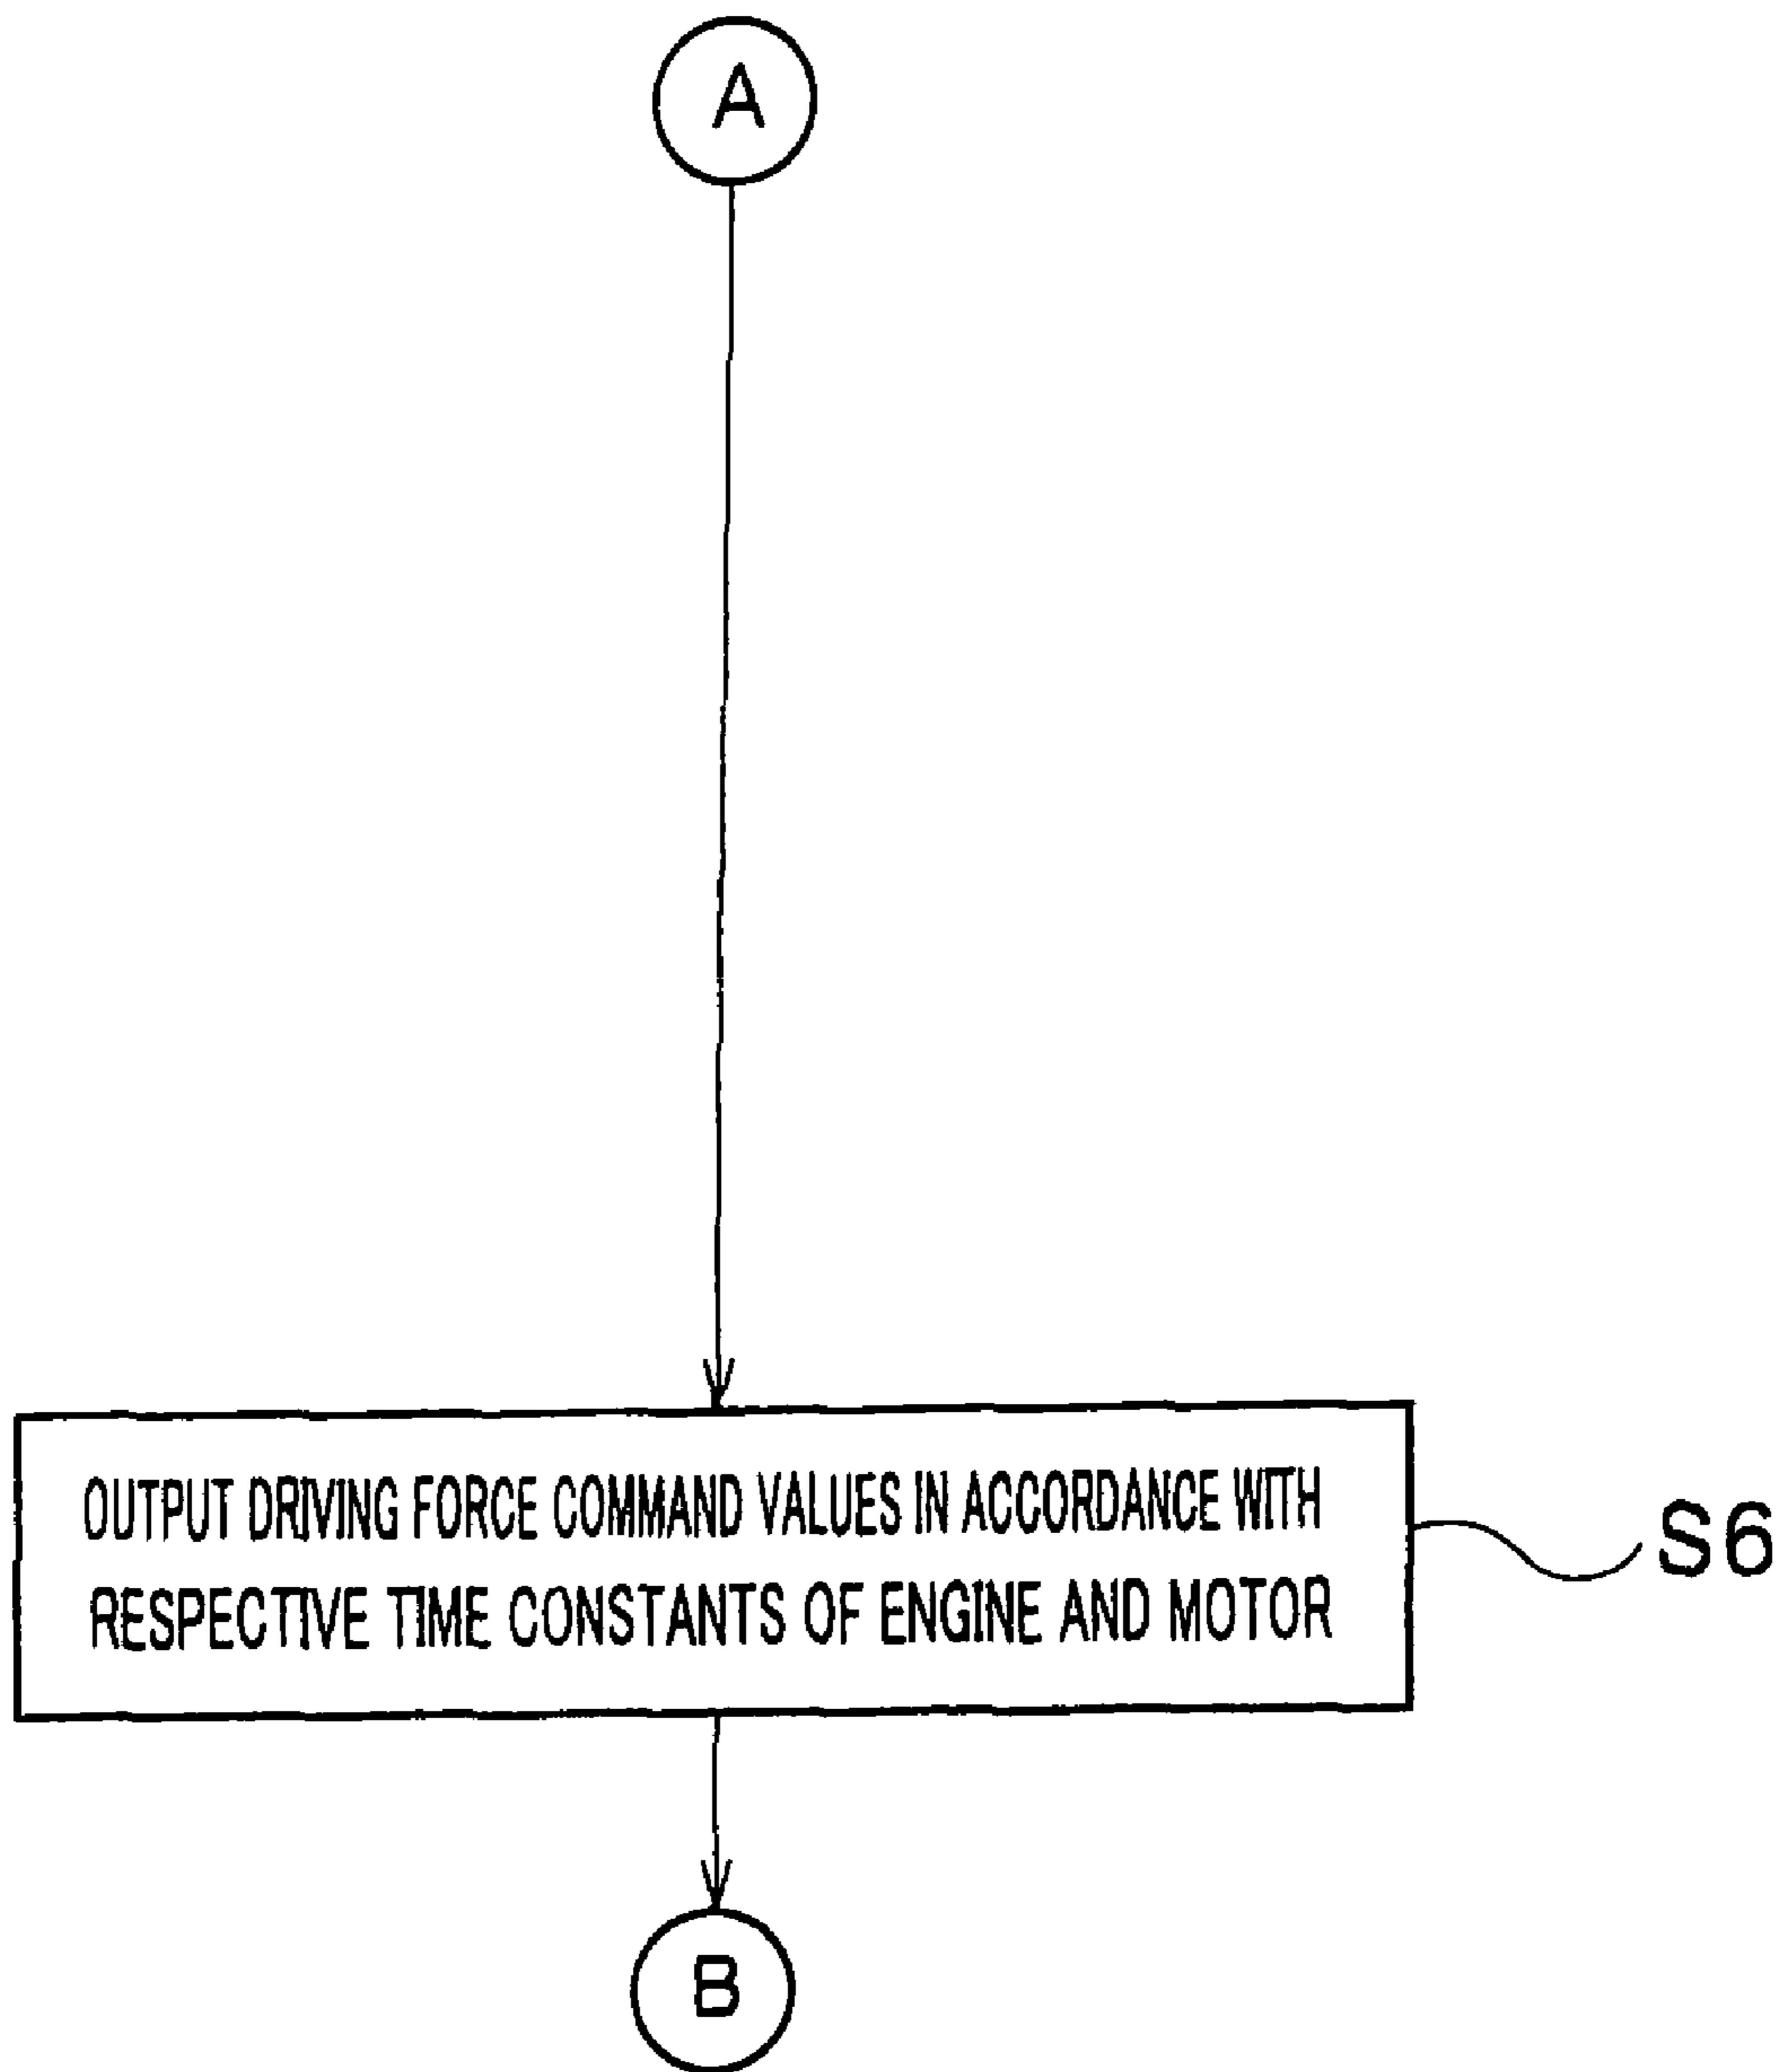 A
OUTPUT DRIVING FORCE COMMAND VALUES IN ACCORDANCE WITH
RESPECTIVE TIME CONSTANTS OF ENGINE AND MOTOR
S6
B